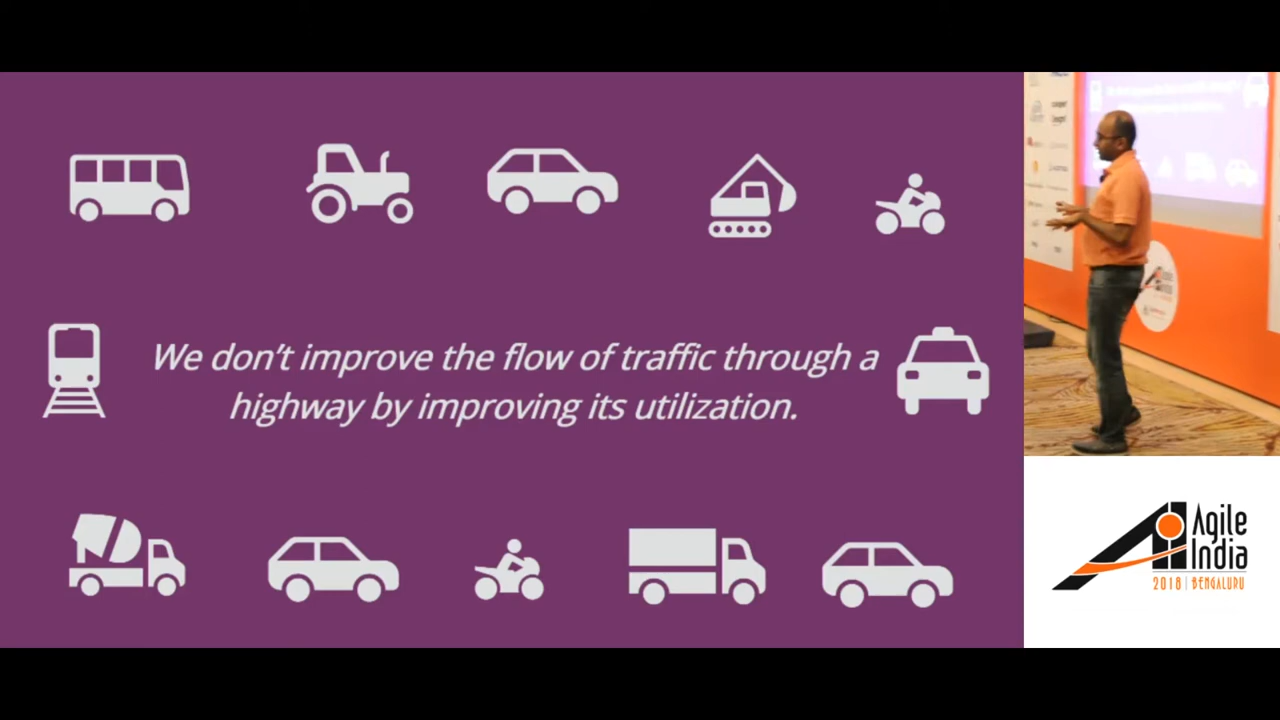 We don't improve the flow of traffic through a
highway by improving its utilization.
Agile
India
2018 | BENGALURU